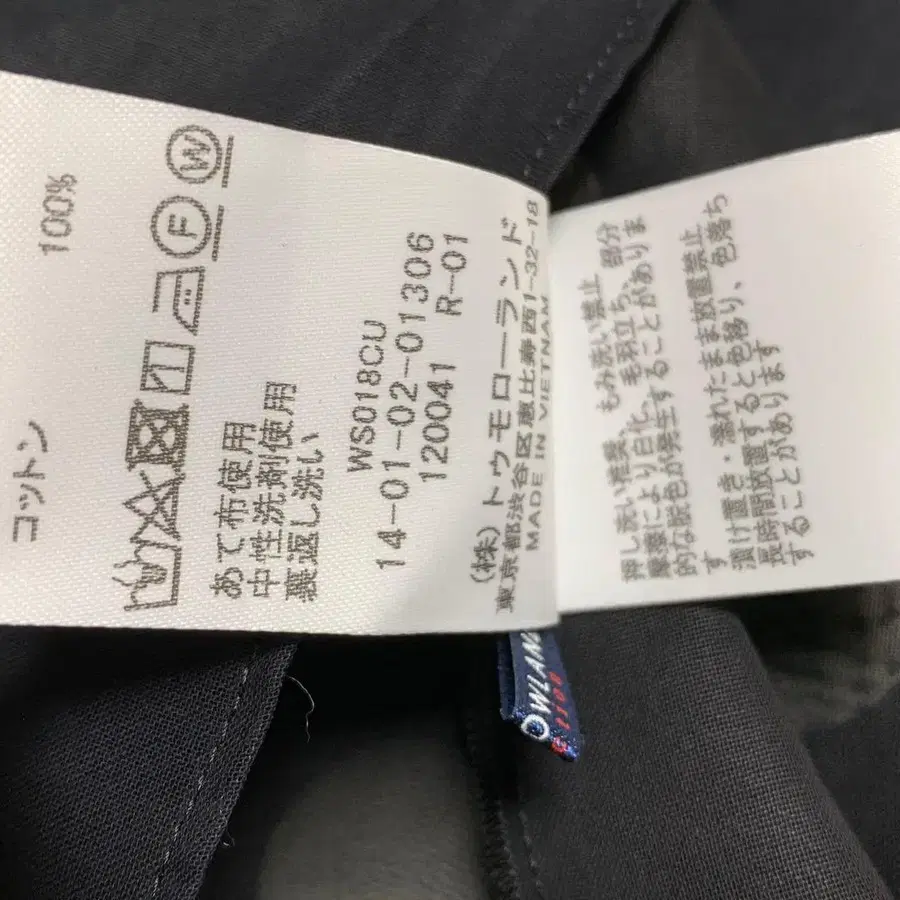 コットン 100%
F W
あて布使用
中性洗剤使用
裏返し洗い
WS018CU
14-01-02-01306
120041 R-01
(株)トゥモローランド
東京都渋谷区恵比寿西1-32-18
MADE IN VIETNAM
押し洗い推奨、もみ洗い禁止
摩擦により白化、毛羽立ち、部分
的な脱色が発生することがありま
す
漬け置き・濡れたまま放置禁止
長時間放置すると色移り、色落ち
することがあります
OWLAN